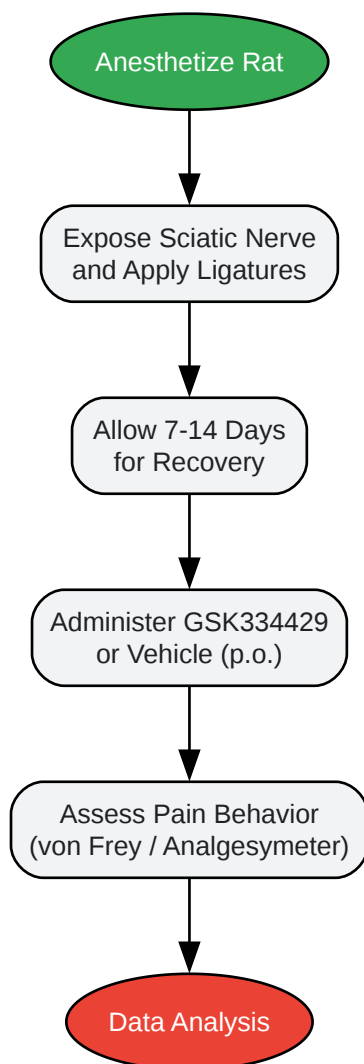 Anesthetize Rat
Expose Sciatic Nerve
and Apply Ligatures
Allow 7-14 Days
for Recovery
Administer GSK334429
or Vehicle (p.o.)
Assess Pain Behavior
(von Frey / Analgesymeter)
Data Analysis